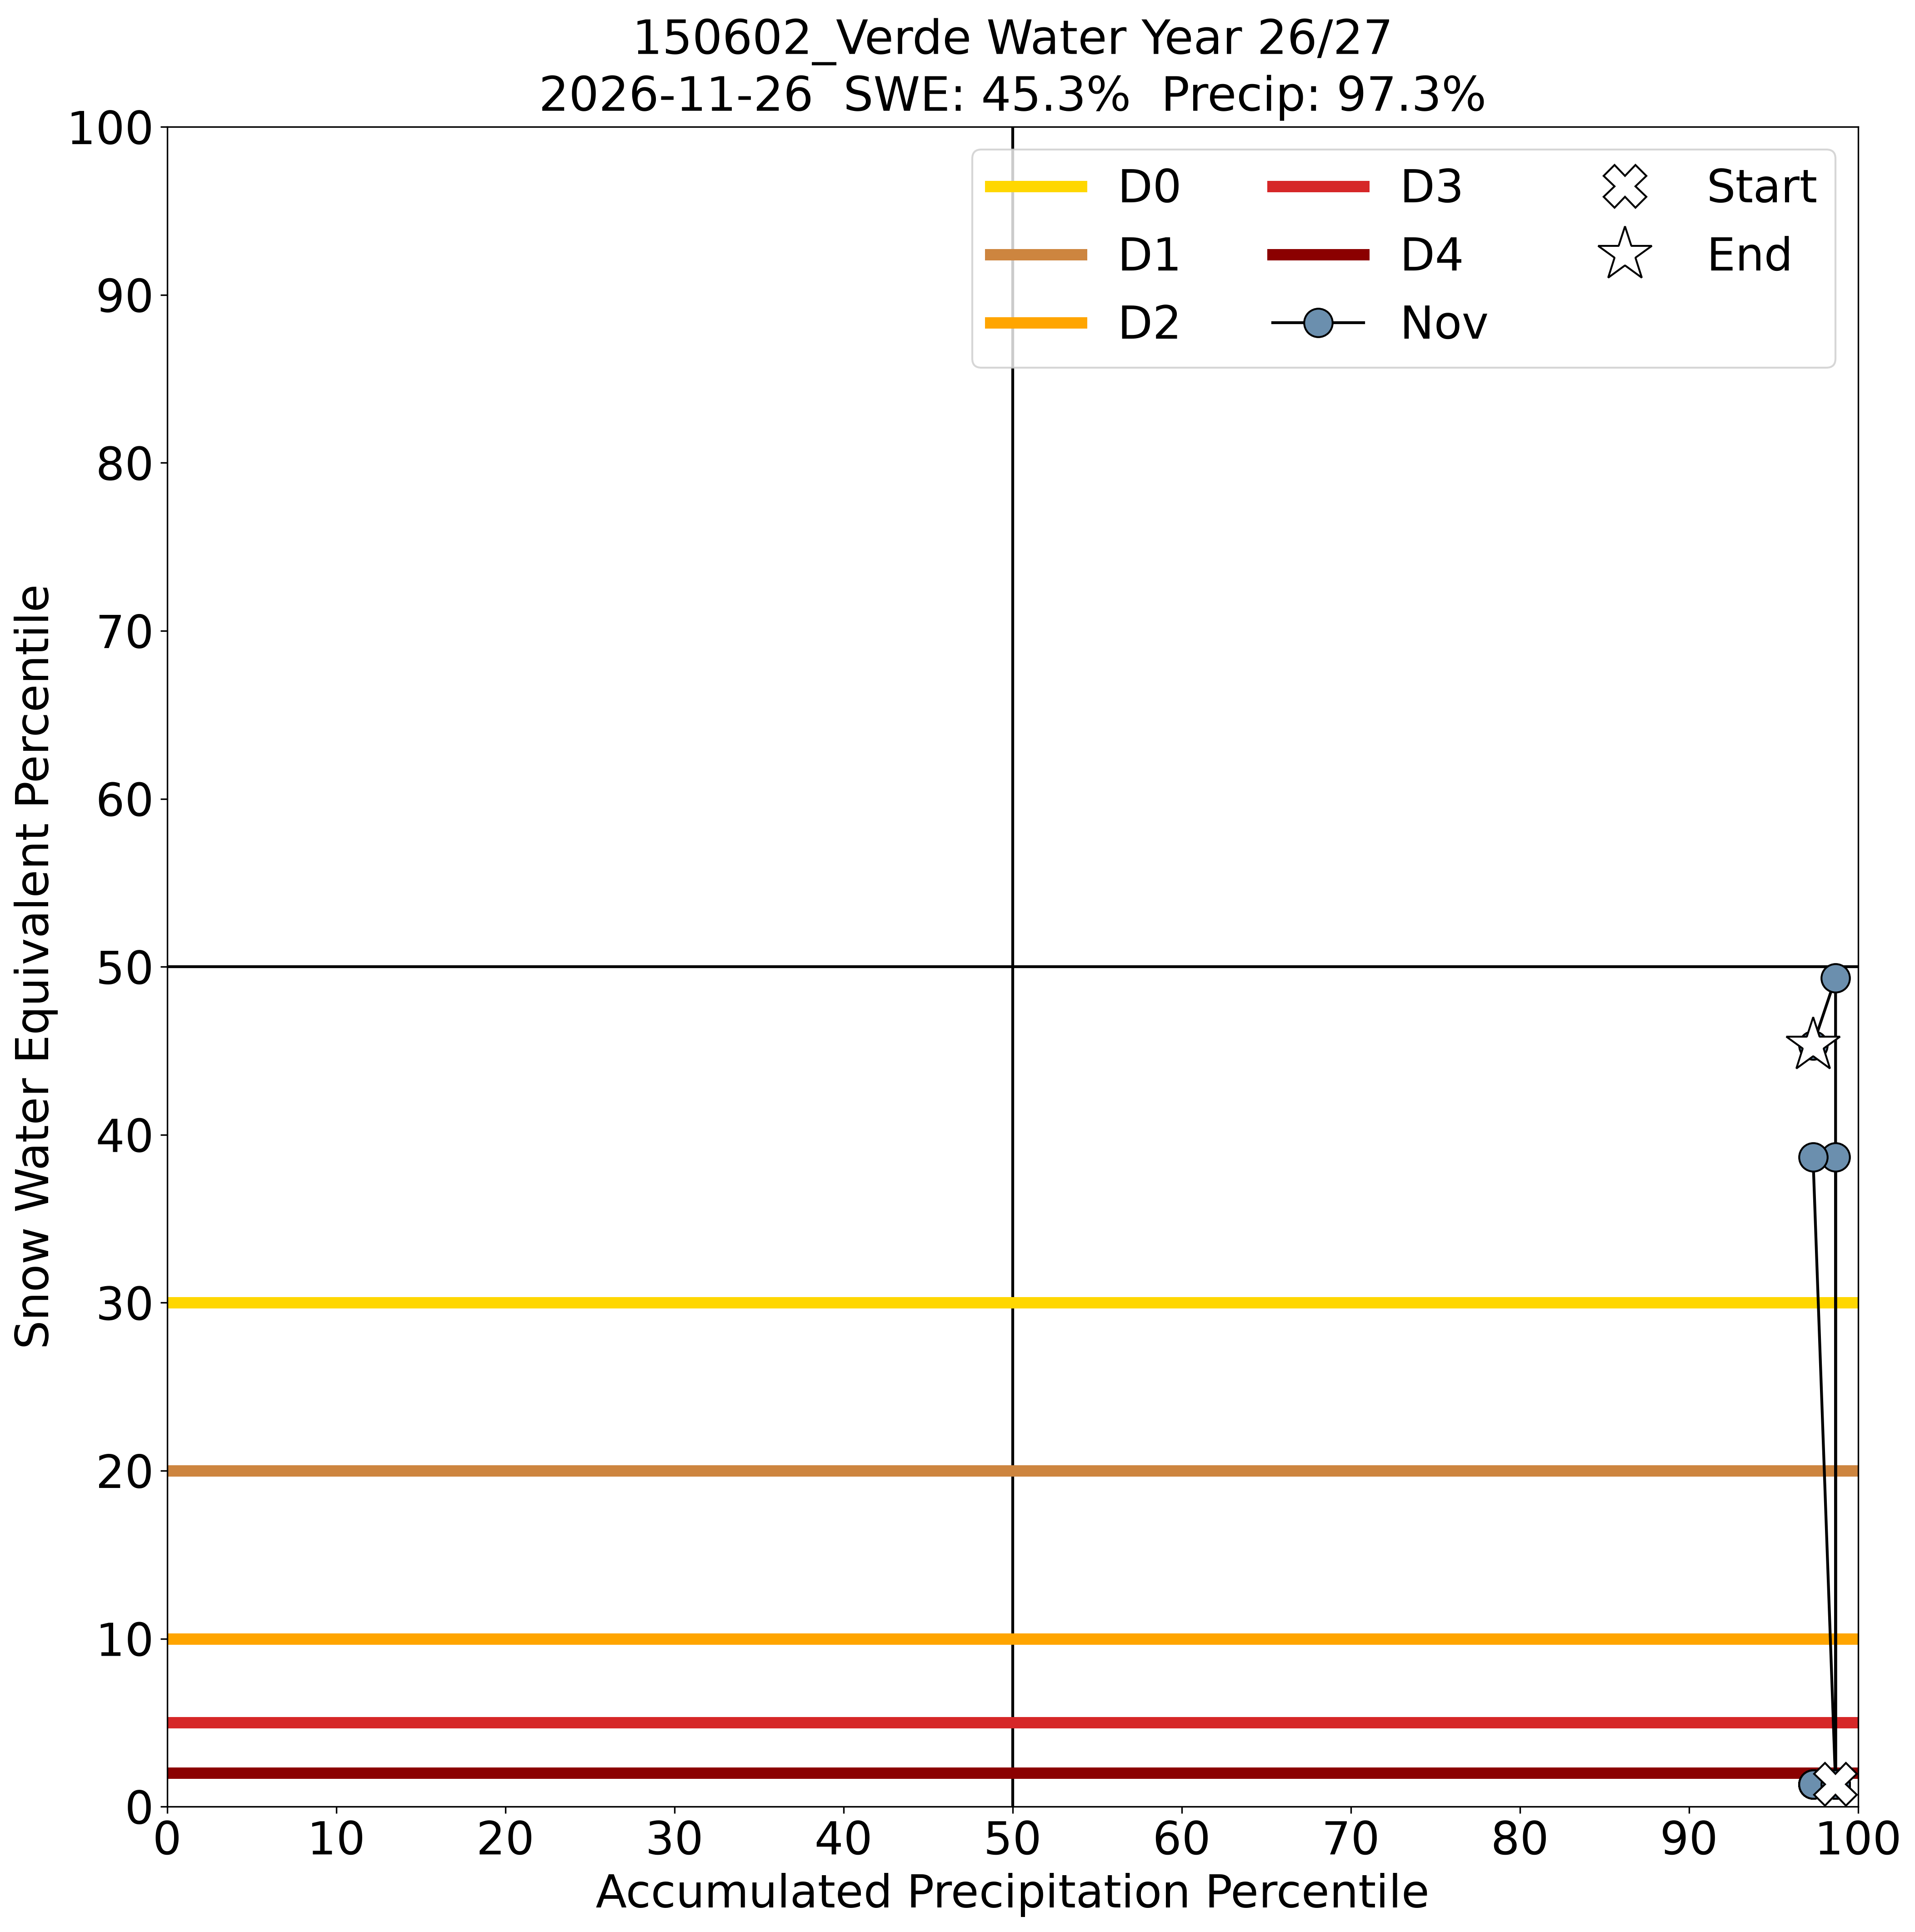 150602_Verde Water Year 26/27
2026-11-26  SWE: 45.3%  Precip: 97.3%
D0
D1
D2
D3
D4
Nov
Start
End
Snow Water Equivalent Percentile
100
90
80
70
60
50
40
30
20
10
0
0 10 20 30 40 50 60 70 80 90 100
Accumulated Precipitation Percentile